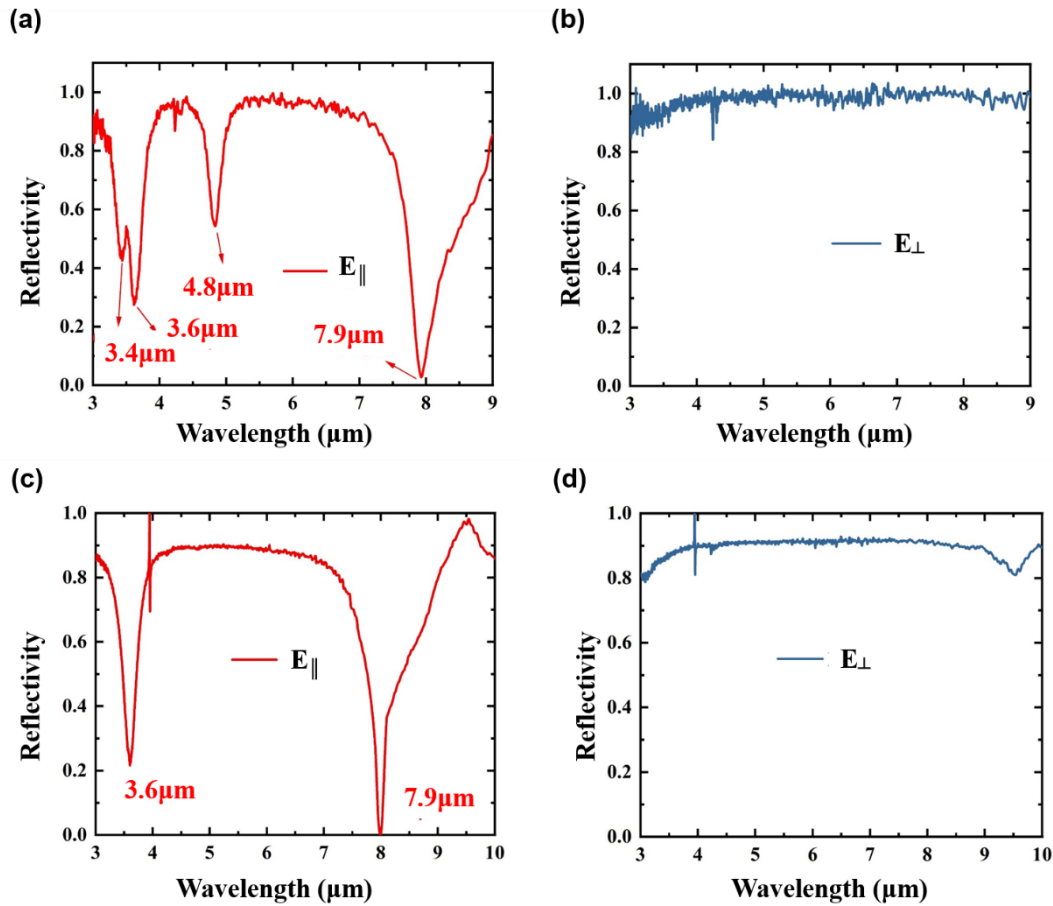 (a)
(b)
1.0
0.8
0.6
0.4
0.2
0.0
Reflectivity
4.8μm
3.6μm
3.4μm
7.9μm
E∥
3 4 5 6 7 8 9
Wavelength (μm)
1.0
0.8
0.6
0.4
0.2
0.0
Reflectivity
E⊥
3 4 5 6 7 8 9
Wavelength (μm)
(c)
(d)
1.0
0.8
0.6
0.4
0.2
0.0
Reflectivity
E∥
3.6μm
7.9μm
3 4 5 6 7 8 9 10
Wavelength (μm)
1.0
0.8
0.6
0.4
0.2
0.0
Reflectivity
E⊥
3 4 5 6 7 8 9 10
Wavelength (μm)